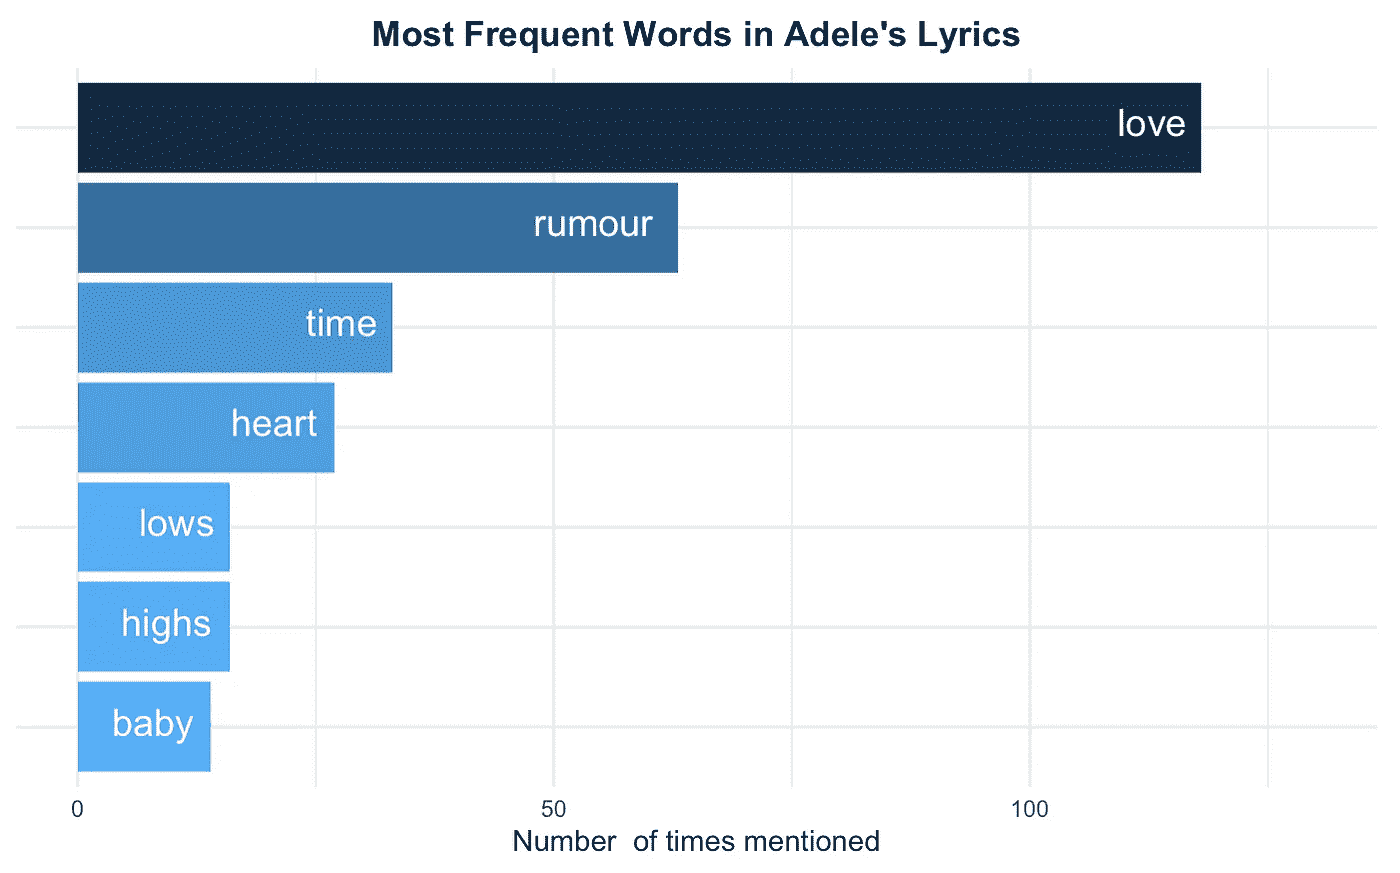 Most Frequent Words in Adele's Lyrics
love
rumour
time
heart
lows
highs
baby
0 50 100
Number  of times mentioned